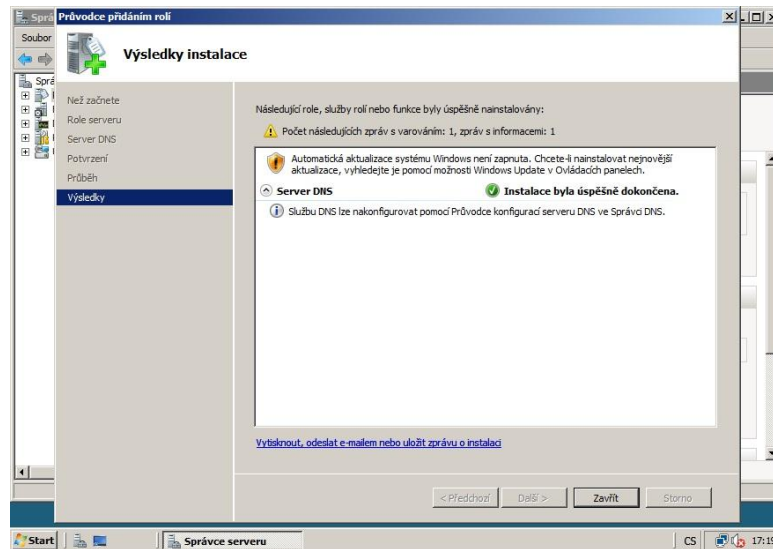 Sprá
Průvodce přidáním rolí
Soubor
Výsledky instalace
Sprá
Než začnete
Role serveru
Server DNS
Potvrzení
Průběh
Výsledky
Následující role, služby rolí nebo funkce byly úspěšně nainstalovány:
Počet následujících zpráv s varováním: 1, zpráv s informacemi: 1
Automatická aktualizace systému Windows není zapnuta. Chcete-li nainstalovat nejnovější
aktualizace, vyhledejte je pomocí možnosti Windows Update v Ovládacích panelech.
Server DNS
Instalace byla úspěšně dokončena.
Službu DNS lze nakonfigurovat pomocí Průvodce konfigurací serveru DNS ve Správci DNS.
Vytisknout, odeslat e-mailem nebo uložit zprávu o instalaci
< Předchozí
Další >
Zavřít
Storno
Start
Správce serveru
CS
17:19